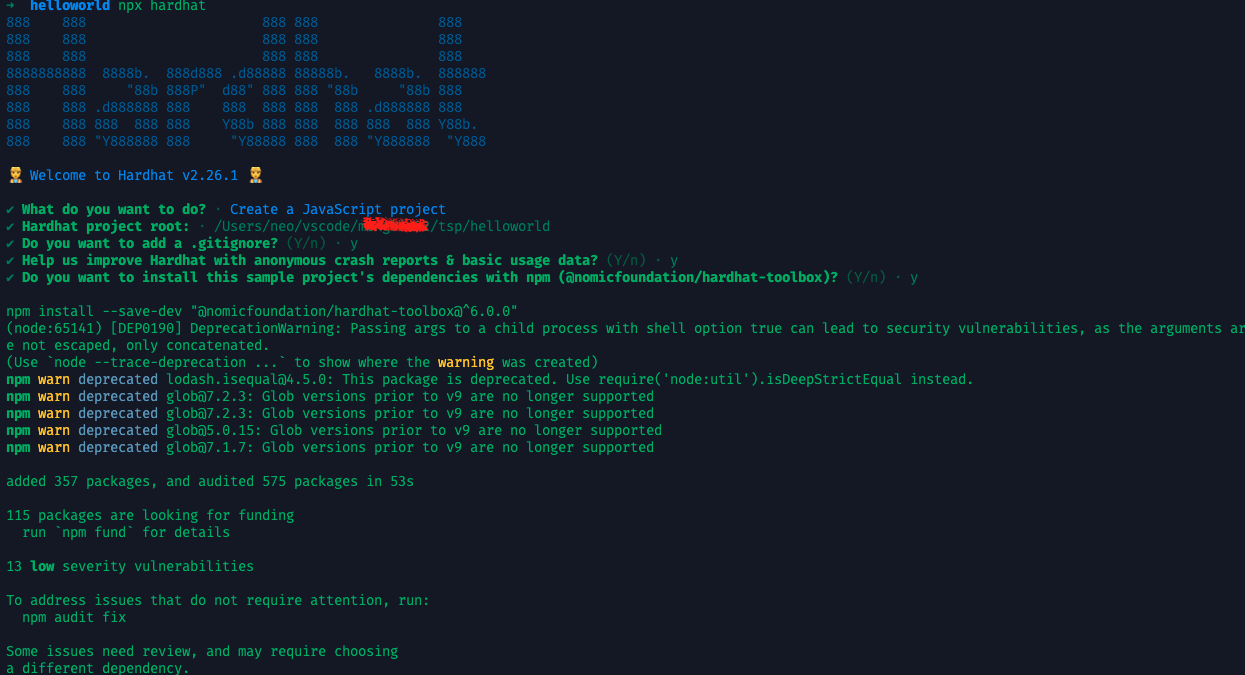 → helloworld npx hardhat
888    888                      888 888               888
888    888                      888 888               888
888    888                      888 888               888
8888888888  8888b.  888d888 .d88888 88888b.   8888b.  888888
888    888     "88b 888P"  d88" 888 888 "88b     "88b 888
888    888 .d888888 888    888  888 888  888 .d888888 888
888    888 888  888 888    Y88b 888 888  888 888  888 Y88b.
888    888 "Y888888 888     "Y88888 888  888 "Y888888  "Y888
👷 Welcome to Hardhat v2.26.1 👷
✔ What do you want to do? · Create a JavaScript project
✔ Hardhat project root: · /Users/neo/vscode/ /tsp/helloworld
✔ Do you want to add a .gitignore? (Y/n) · y
✔ Help us improve Hardhat with anonymous crash reports & basic usage data? (Y/n) · y
✔ Do you want to install this sample project's dependencies with npm (@nomicfoundation/hardhat-toolbox)? (Y/n) · y
npm install --save-dev "@nomicfoundation/hardhat-toolbox@^6.0.0"
(node:65141) [DEP0190] DeprecationWarning: Passing args to a child process with shell option true can lead to security vulnerabilities, as the arguments ar
e not escaped, only concatenated.
(Use `node --trace-deprecation ...` to show where the warning was created)
npm warn deprecated lodash.isequal@4.5.0: This package is deprecated. Use require('node:util').isDeepStrictEqual instead.
npm warn deprecated glob@7.2.3: Glob versions prior to v9 are no longer supported
npm warn deprecated glob@7.2.3: Glob versions prior to v9 are no longer supported
npm warn deprecated glob@5.0.15: Glob versions prior to v9 are no longer supported
npm warn deprecated glob@7.1.7: Glob versions prior to v9 are no longer supported
added 357 packages, and audited 575 packages in 53s
115 packages are looking for funding
  run `npm fund` for details
13 low severity vulnerabilities
To address issues that do not require attention, run:
  npm audit fix
Some issues need review, and may require choosing
a different dependency.